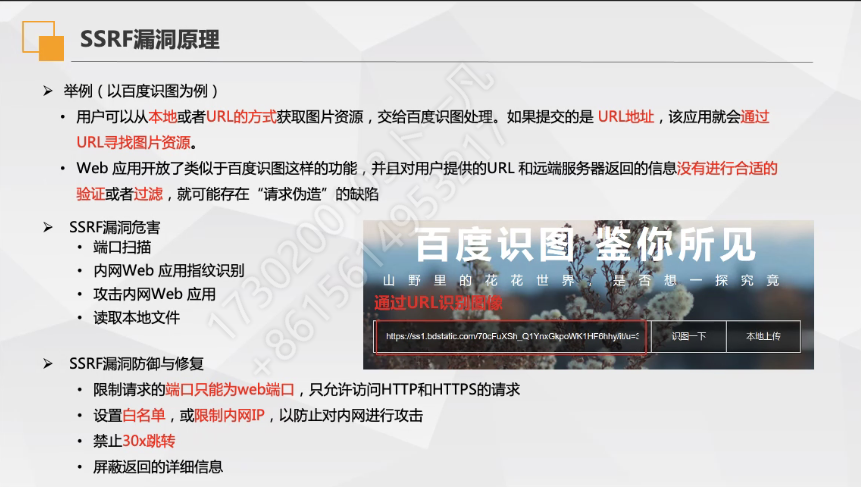 SSRF漏洞原理
➢ 举例（以百度识图为例）
• 用户可以从本地或者URL的方式获取图片资源，交给百度识图处理。如果提交的是 URL地址，该应用就会通过
URL寻找图片资源。
• Web 应用开放了类似于百度识图这样的功能，并且对用户提供的URL 和远端服务器返回的信息没有进行合适的
验证或者过滤，就可能存在“请求伪造”的缺陷
➢ SSRF漏洞危害
• 端口扫描
• 内网Web 应用指纹识别
• 攻击内网Web 应用
• 读取本地文件
百度识图 鉴你所见
山野里的花花世界，是否想一探究竟
通过URL识别图像
https://ss1.bdstatic.com/70cFuXSh_Q1YnxGkpoWK1HF6hhy/it/u=3
识图一下
本地上传
➢ SSRF漏洞防御与修复
• 限制请求的端口只能为web端口，只允许访问HTTP和HTTPS的请求
• 设置白名单，或限制内网IP，以防止对内网进行攻击
• 禁止30x跳转
• 屏蔽返回的详细信息